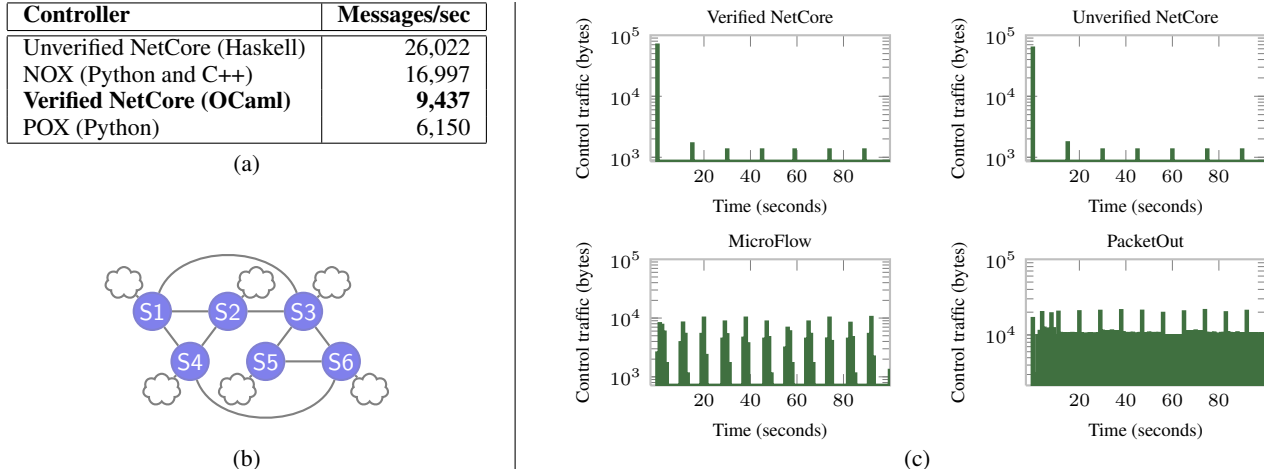 Controller Messages/sec
Unverified NetCore (Haskell) 26,022
NOX (Python and C++) 16,997
Verified NetCore (OCaml) 9,437
POX (Python) 6,150
(a)
S1 S2 S3
S4 S5 S6
(b)
Verified NetCore
Control traffic (bytes)
10^5
10^4
10^3
20 40 60 80
Time (seconds)
Unverified NetCore
Control traffic (bytes)
10^5
10^4
10^3
20 40 60 80
Time (seconds)
MicroFlow
Control traffic (bytes)
10^5
10^4
10^3
20 40 60 80
Time (seconds)
PacketOut
Control traffic (bytes)
10^5
10^4
20 40 60 80
Time (seconds)
(c)